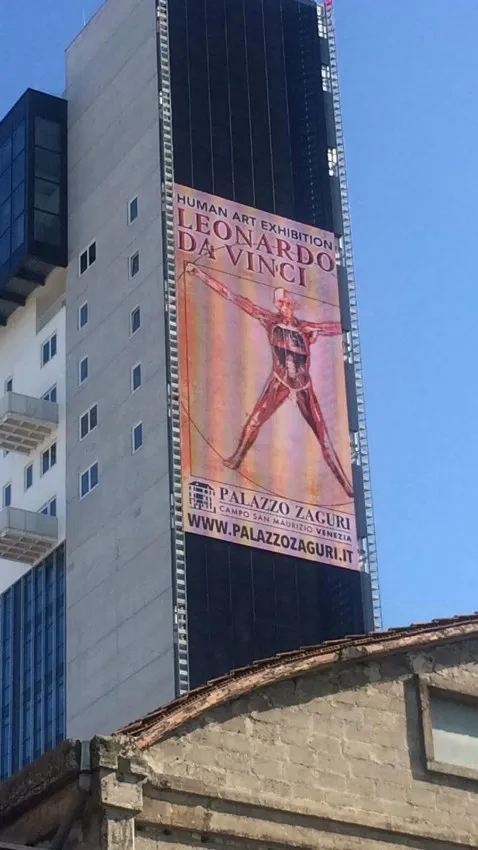 HUMAN ART EXHIBITION
LEONARDO
DA VINCI
PALAZZO ZAGURI
CAMPO SAN MAURIZIO VENEZIA
WWW.PALAZZOZAGURI.IT